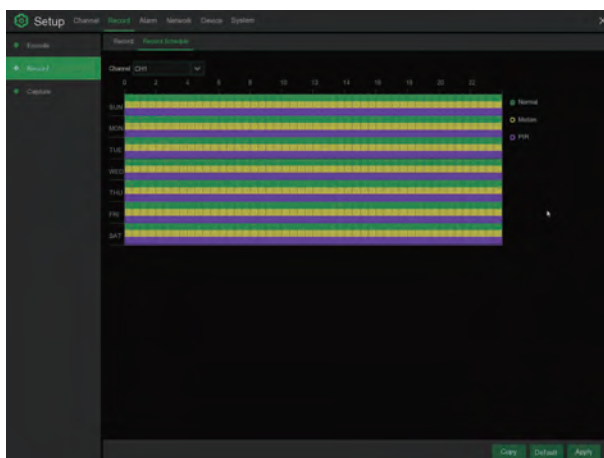 Setup Channel Record Alarm Network Device System
Encode
Record Record Schedule
Record
Channel CH1
Capture
0 2 4 6 8 10 12 14 16 18 20 22
SUN
Normal
MON
Motion
PIR
TUE
WED
THU
FRI
SAT
Copy Default Apply